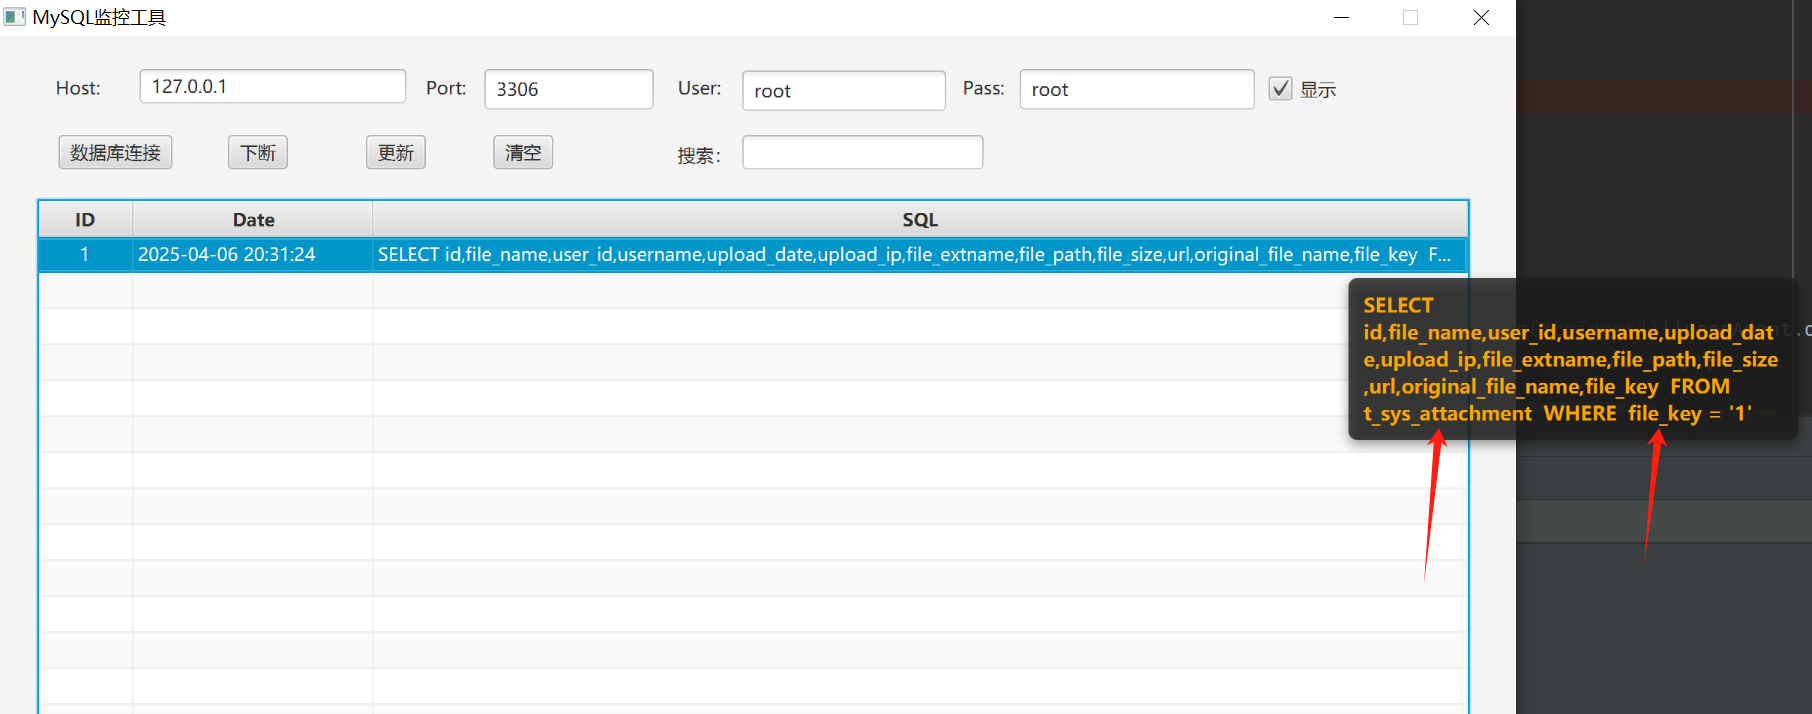 MySQL监控工具
Host: 127.0.0.1 Port: 3306 User: root Pass: root 显示
数据库连接 下断 更新 清空 搜索:
ID Date SQL
1 2025-04-06 20:31:24 SELECT id,file_name,user_id,username,upload_date,upload_ip,file_extname,file_path,file_size,url,original_file_name,file_key F...
SELECT
id,file_name,user_id,username,upload_dat
e,upload_ip,file_extname,file_path,file_size
,url,original_file_name,file_key FROM
t_sys_attachment WHERE file_key = '1'